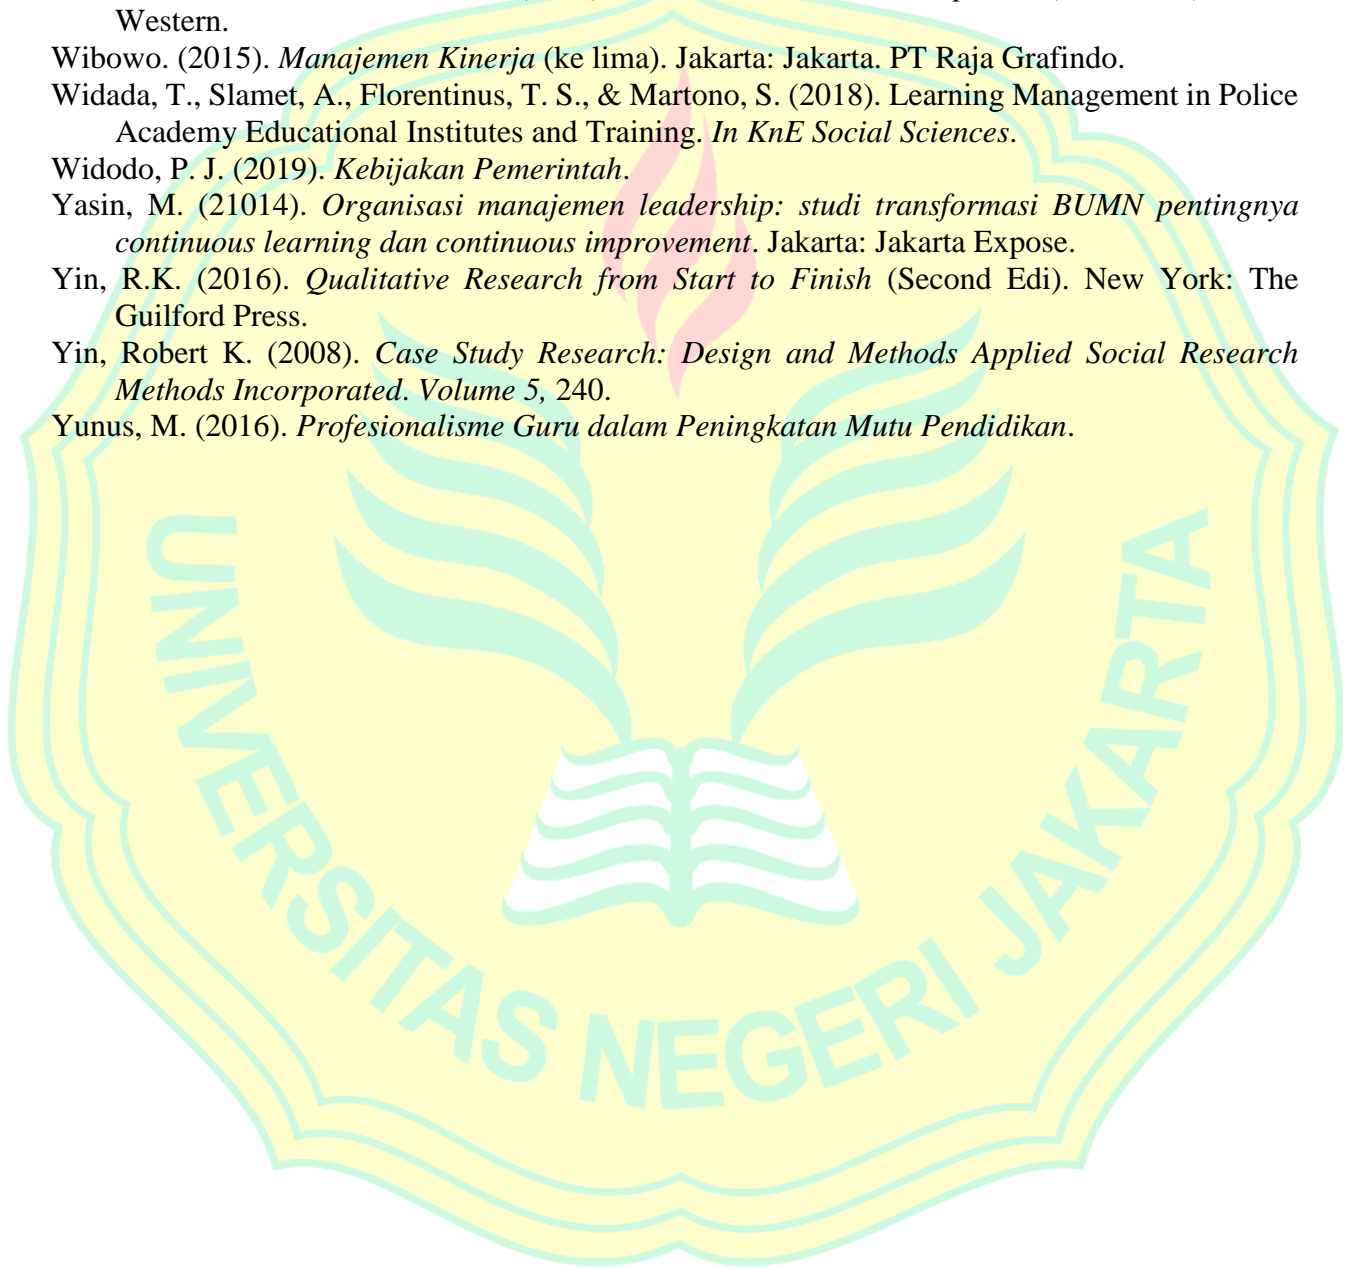 Western.
Wibowo. (2015). Manajemen Kinerja (ke lima). Jakarta: Jakarta. PT Raja Grafindo.
Widada, T., Slamet, A., Florentinus, T. S., & Martono, S. (2018). Learning Management in Police
Academy Educational Institutes and Training. In KnE Social Sciences.
Widodo, P. J. (2019). Kebijakan Pemerintah.
Yasin, M. (21014). Organisasi manajemen leadership: studi transformasi BUMN pentingnya
continuous learning dan continuous improvement. Jakarta: Jakarta Expose.
Yin, R.K. (2016). Qualitative Research from Start to Finish (Second Edi). New York: The
Guilford Press.
Yin, Robert K. (2008). Case Study Research: Design and Methods Applied Social Research
Methods Incorporated. Volume 5, 240.
Yunus, M. (2016). Profesionalisme Guru dalam Peningkatan Mutu Pendidikan.
UNIVERSITAS NEGERI JAKARTA